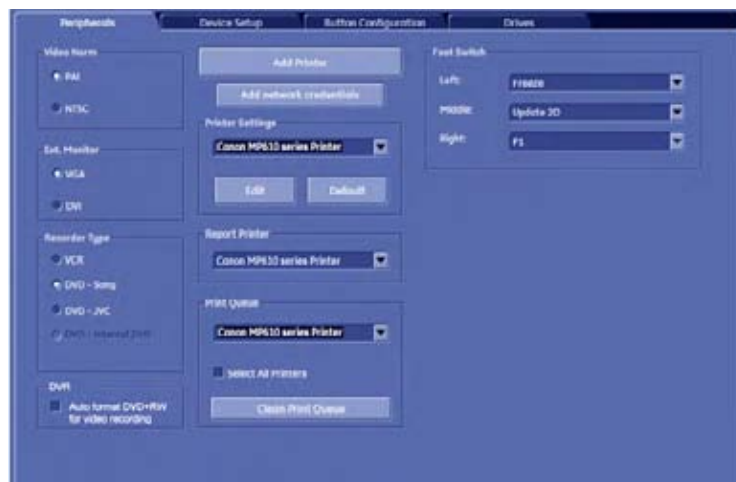 Peripherals
Device Setup
Button Configuration
Drives
Video Norm
PAL
NTSC
Ext. Monitor
VGA
DVI
Recorder Type
VCR
DVD - Sony
DVD - JVC
DVD - Internal DVR
DVR
Auto format DVD+RW
for video recording
Add Printer
Add network credentials
Printer Settings
Canon MP610 series Printer
Edit
Default
Report Printer
Canon MP610 series Printer
Print Queue
Canon MP610 series Printer
Select All Printers
Clean Print Queue
Foot Switch
Left:
Freeze
Middle:
Update 2D
Right:
P1